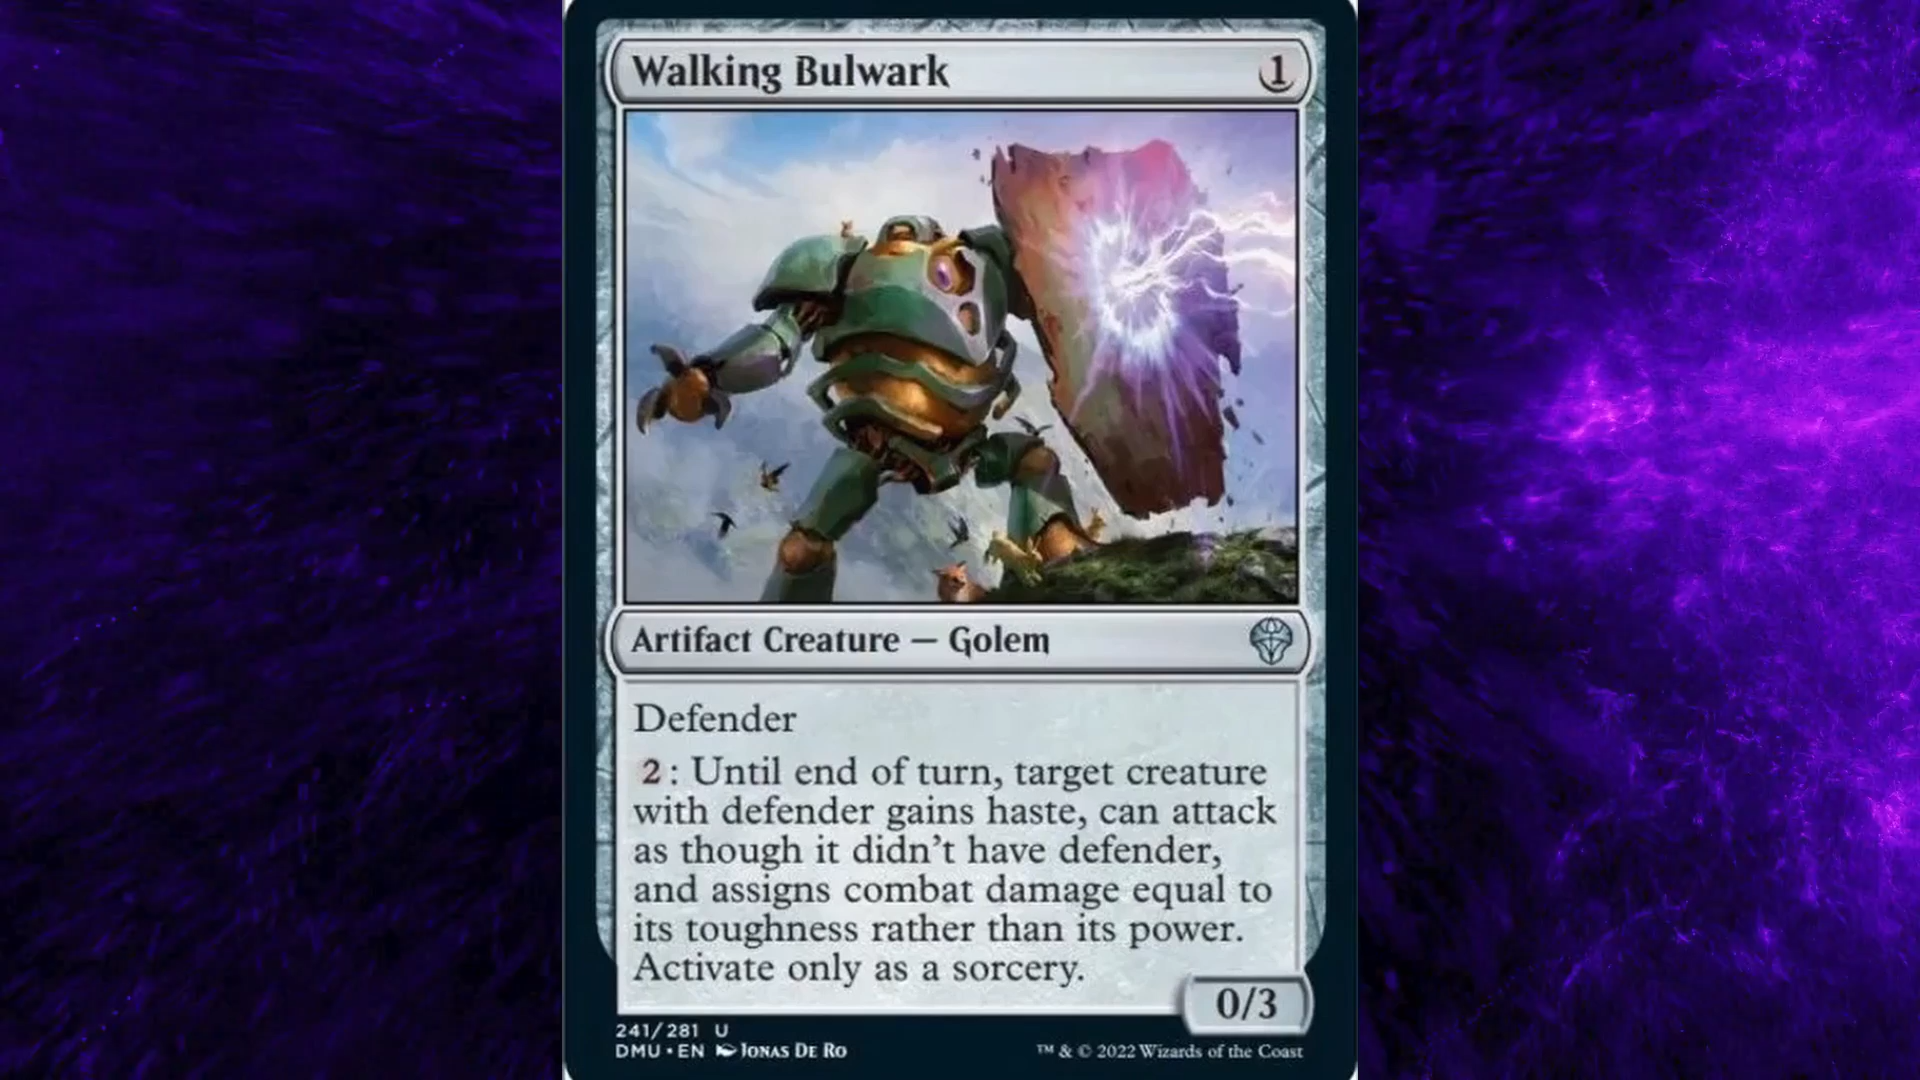 Walking Bulwark 1
Artifact Creature — Golem
Defender
2: Until end of turn, target creature
with defender gains haste, can attack
as though it didn't have defender,
and assigns combat damage equal to
its toughness rather than its power.
Activate only as a sorcery.
0/3
241/281 U
DMU • EN Jonas De Ro
™ & © 2022 Wizards of the Coast